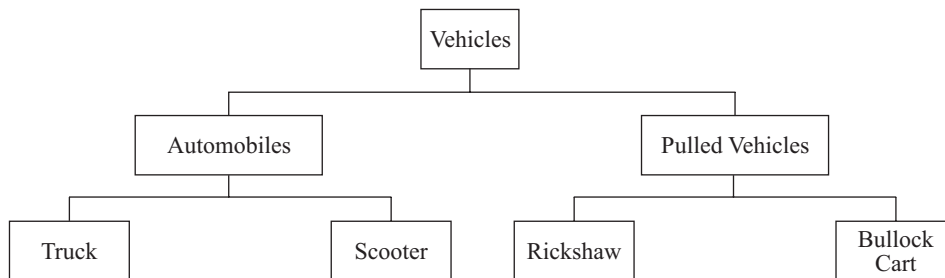 Vehicles
Automobiles
Pulled Vehicles
Truck
Scooter
Rickshaw
Bullock
Cart